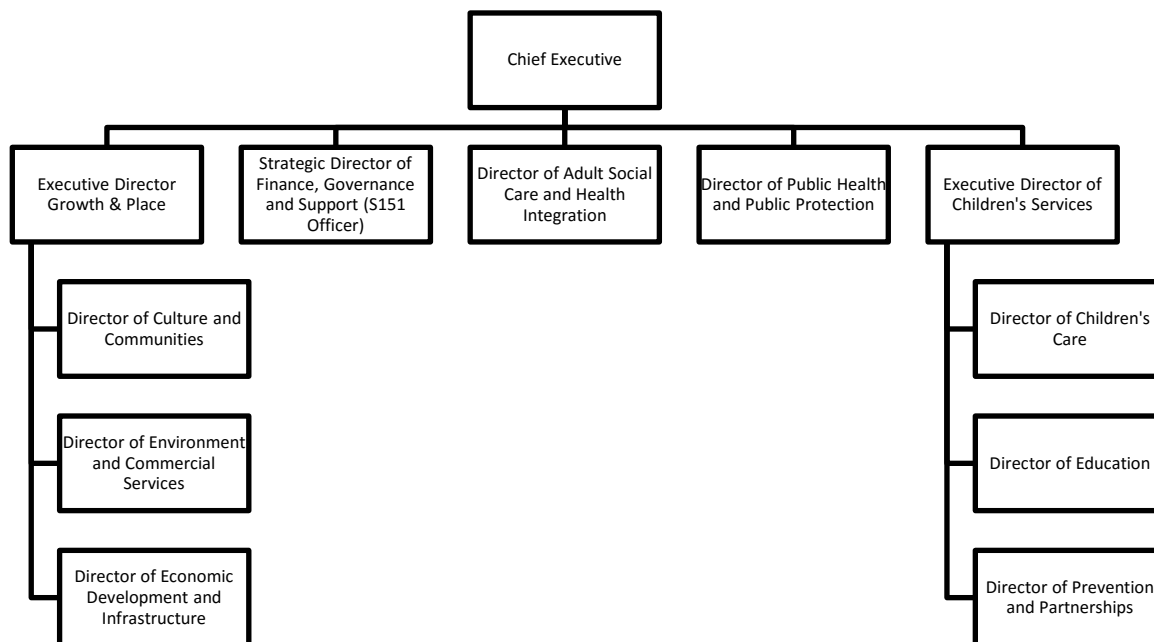 Chief Executive
Executive Director
Growth & Place
Strategic Director of
Finance, Governance
and Support (S151
Officer)
Director of Adult Social
Care and Health
Integration
Director of Public Health
and Public Protection
Executive Director of
Children's Services
Director of Culture and
Communities
Director of Environment
and Commercial
Services
Director of Economic
Development and
Infrastructure
Director of Children's
Care
Director of Education
Director of Prevention
and Partnerships